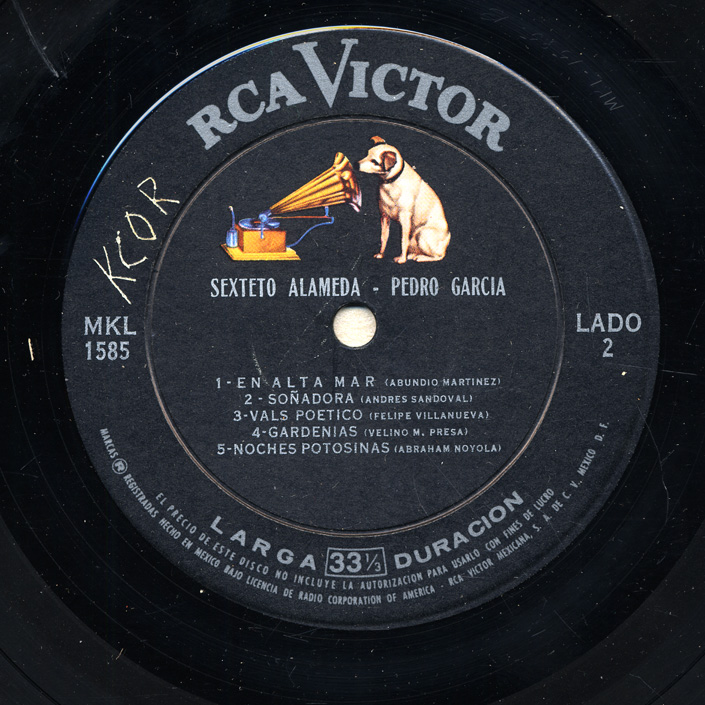 RCA VICTOR
KCOR
SEXTETO ALAMEDA - PEDRO GARCIA
MKL
1585
LADO
2
1-EN ALTA MAR (ABUNDIO MARTINEZ)
2-SOÑADORA (ANDRES SANDOVAL)
3-VALS POETICO (FELIPE VILLANUEVA)
4-GARDENIAS (VELINO M. PRESA)
5-NOCHES POTOSINAS (ABRAHAM NOYOLA)
LARGA 33 1/3 DURACION
EL PRECIO DE ESTE DISCO NO INCLUYE LA AUTORIZACION PARA USARLO CON FINES DE LUCRO
MARCAS ® REGISTRADAS HECHO EN MEXICO BAJO LICENCIA DE RADIO CORPORATION OF AMERICA - RCA VICTOR MEXICANA, S. A. DE C. V. MEXICO D. F.